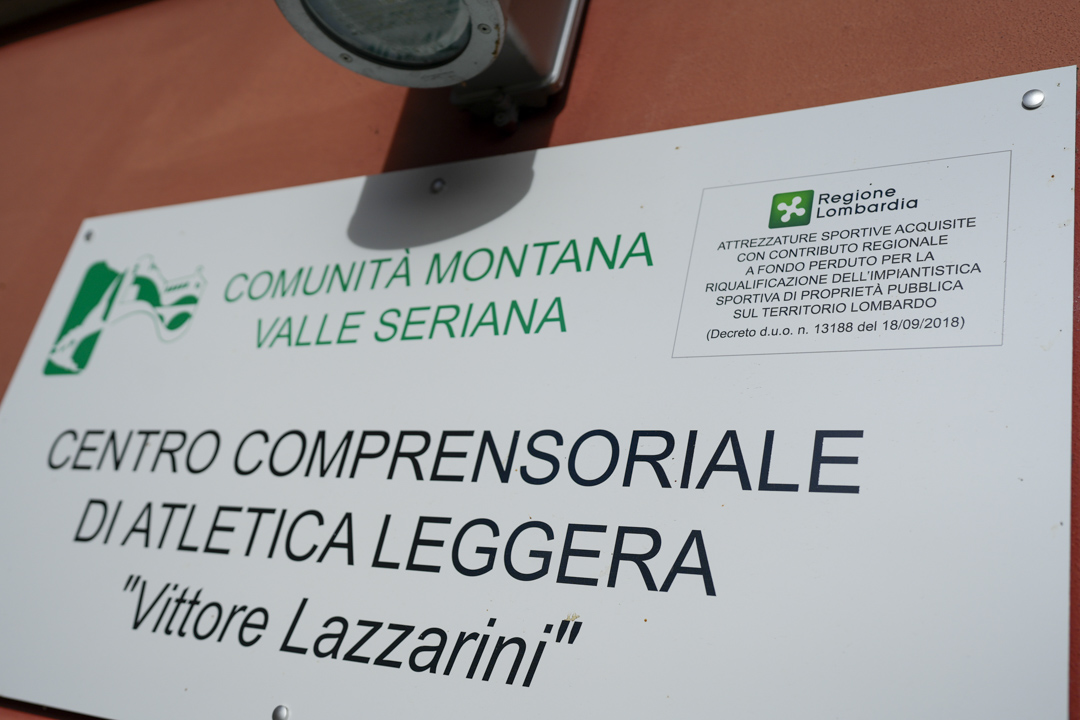 COMUNITÀ MONTANA
VALLE SERIANA
Regione
Lombardia
ATTREZZATURE SPORTIVE ACQUISITE
CON CONTRIBUTO REGIONALE
A FONDO PERDUTO PER LA
RIQUALIFICAZIONE DELL'IMPIANTISTICA
SPORTIVA DI PROPRIETÀ PUBBLICA
SUL TERRITORIO LOMBARDO
(Decreto d.u.o. n. 13188 del 18/09/2018)
CENTRO COMPRENSORIALE
DI ATLETICA LEGGERA
"Vittore Lazzarini"